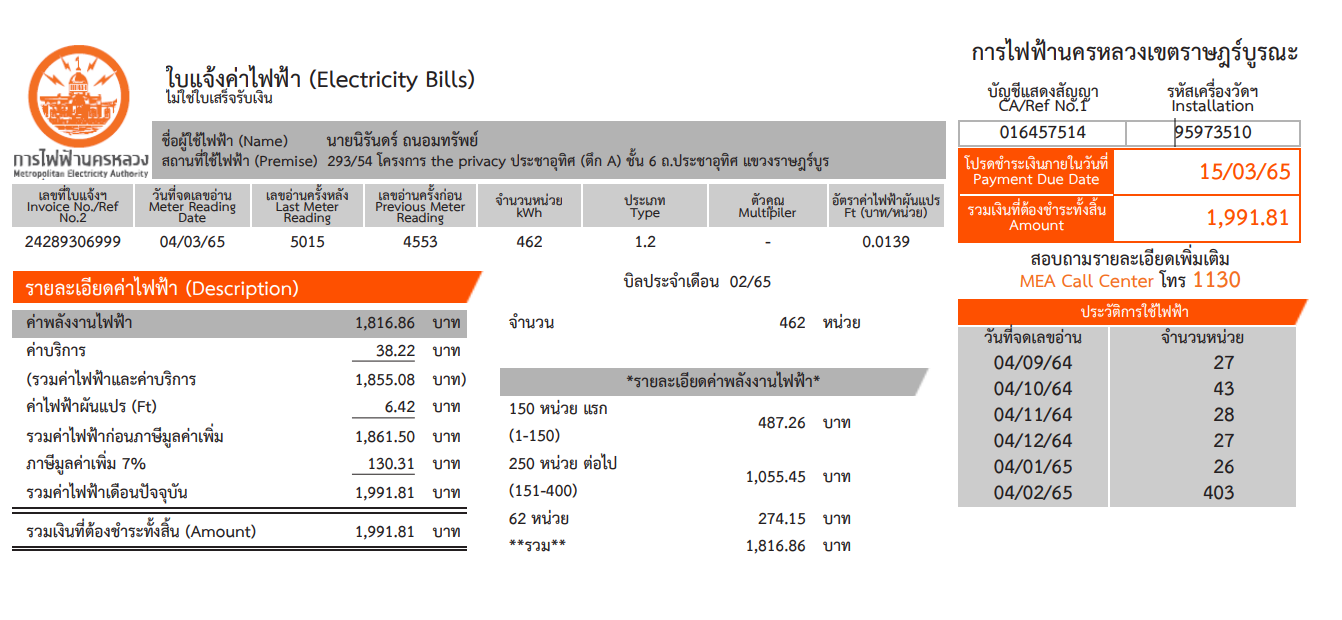 การไฟฟ้านครหลวง
Metropolitan Electricity Authority
ใบแจ้งค่าไฟฟ้า (Electricity Bills)
ไม่ใช่ใบเสร็จรับเงิน
การไฟฟ้านครหลวงเขตราษฎร์บูรณะ
บัญชีแสดงสัญญา รหัสเครื่องวัดฯ
CA/Ref No.1 Installation
016457514 95973510
ชื่อผู้ใช้ไฟฟ้า (Name) นายนิรันดร์ ถนอมทรัพย์
สถานที่ใช้ไฟฟ้า (Premise) 293/54 โครงการ the privacy ประชาอุทิศ (ตึก A) ชั้น 6 ถ.ประชาอุทิศ แขวงราษฎร์บูร
โปรดชำระเงินภายในวันที่ 15/03/65
Payment Due Date
รวมเงินที่ต้องชำระทั้งสิ้น 1,991.81
Amount
เลขที่ใบแจ้งฯ วันที่จดเลขอ่าน เลขอ่านครั้งหลัง เลขอ่านครั้งก่อน จำนวนหน่วย ประเภท ตัวคูณ อัตราค่าไฟฟ้าผันแปร
Invoice No./Ref Meter Reading Last Meter Previous Meter kWh Type Multipiler Ft (บาท/หน่วย)
No.2 Date Reading Reading
24289306999 04/03/65 5015 4553 462 1.2 - 0.0139
สอบถามรายละเอียดเพิ่มเติม
MEA Call Center โทร 1130
รายละเอียดค่าไฟฟ้า (Description)
ค่าพลังงานไฟฟ้า 1,816.86 บาท
ค่าบริการ 38.22 บาท
(รวมค่าไฟฟ้าและค่าบริการ 1,855.08 บาท)
ค่าไฟฟ้าผันแปร (Ft) 6.42 บาท
รวมค่าไฟฟ้าก่อนภาษีมูลค่าเพิ่ม 1,861.50 บาท
ภาษีมูลค่าเพิ่ม 7% 130.31 บาท
รวมค่าไฟฟ้าเดือนปัจจุบัน 1,991.81 บาท
รวมเงินที่ต้องชำระทั้งสิ้น (Amount) 1,991.81 บาท
บิลประจำเดือน 02/65
จำนวน 462 หน่วย
*รายละเอียดค่าพลังงานไฟฟ้า*
150 หน่วย แรก
(1-150) 487.26 บาท
250 หน่วย ต่อไป
(151-400) 1,055.45 บาท
62 หน่วย 274.15 บาท
**รวม** 1,816.86 บาท
ประวัติการใช้ไฟฟ้า
วันที่จดเลขอ่าน จำนวนหน่วย
04/09/64 27
04/10/64 43
04/11/64 28
04/12/64 27
04/01/65 26
04/02/65 403